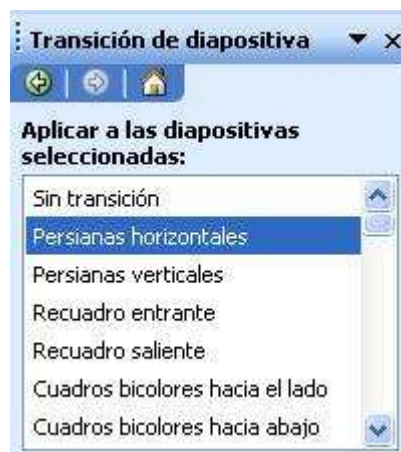 Transición de diapositiva
Aplicar a las diapositivas
seleccionadas:
Sin transición
Persianas horizontales
Persianas verticales
Recuadro entrante
Recuadro saliente
Cuadros bicolores hacia el lado
Cuadros bicolores hacia abajo